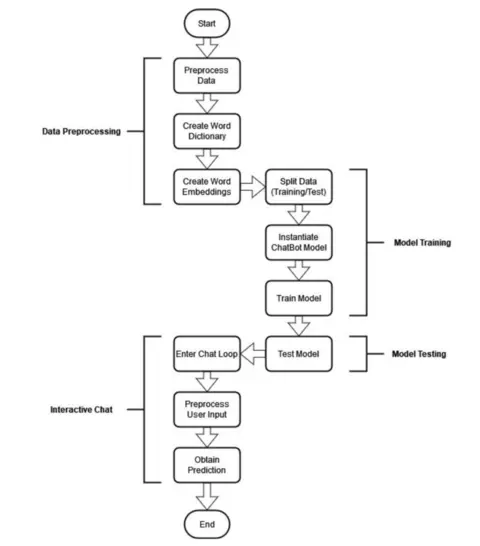 Start
Preprocess
Data
Data Preprocessing
Create Word
Dictionary
Create Word
Embeddings
Split Data
(Training/Test)
Instantiate
ChatBot Model
Model Training
Train Model
Enter Chat Loop
Test Model
Model Testing
Interactive Chat
Preprocess
User Input
Obtain
Prediction
End